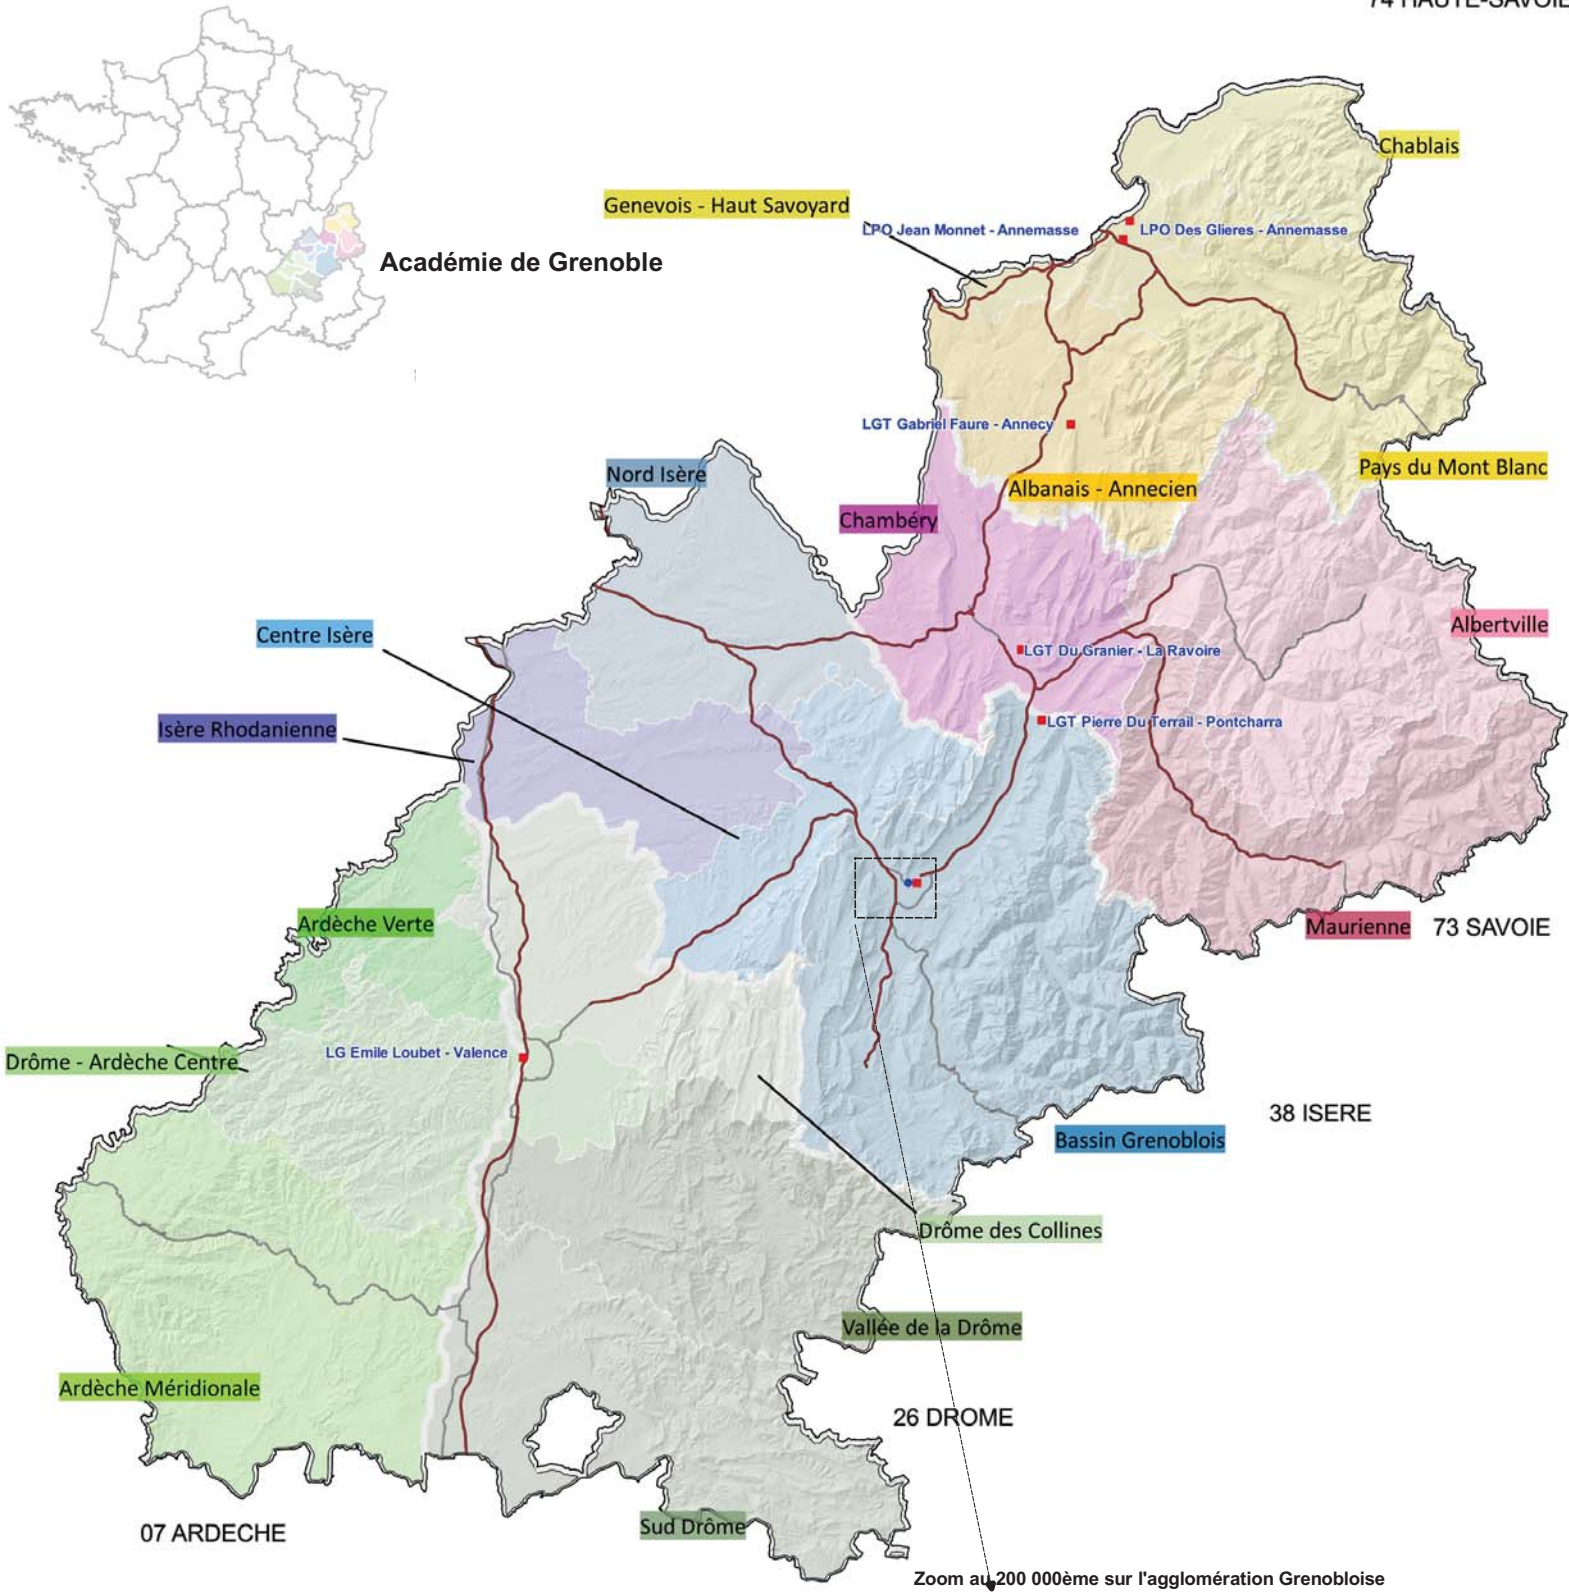 74 HAUTE-SAVOIE
Chablais
Genevois - Haut Savoyard
LPO Jean Monnet - Annemasse
LPO Des Glieres - Annemasse
Académie de Grenoble
LGT Gabriel Faure - Annecy
Nord Isère
Pays du Mont Blanc
Albanais - Annecien
Chambéry
Centre Isère
Albertville
LGT Du Granier - La Ravoire
Isère Rhodanienne
LGT Pierre Du Terrail - Pontcharra
Ardèche Verte
Maurienne
73 SAVOIE
Drôme - Ardèche Centre
LG Emile Loubet - Valence
38 ISERE
Bassin Grenoblois
Drôme des Collines
Vallée de la Drôme
Ardèche Méridionale
26 DROME
07 ARDECHE
Sud Drôme
Zoom au 200 000ème sur l'agglomération Grenobloise